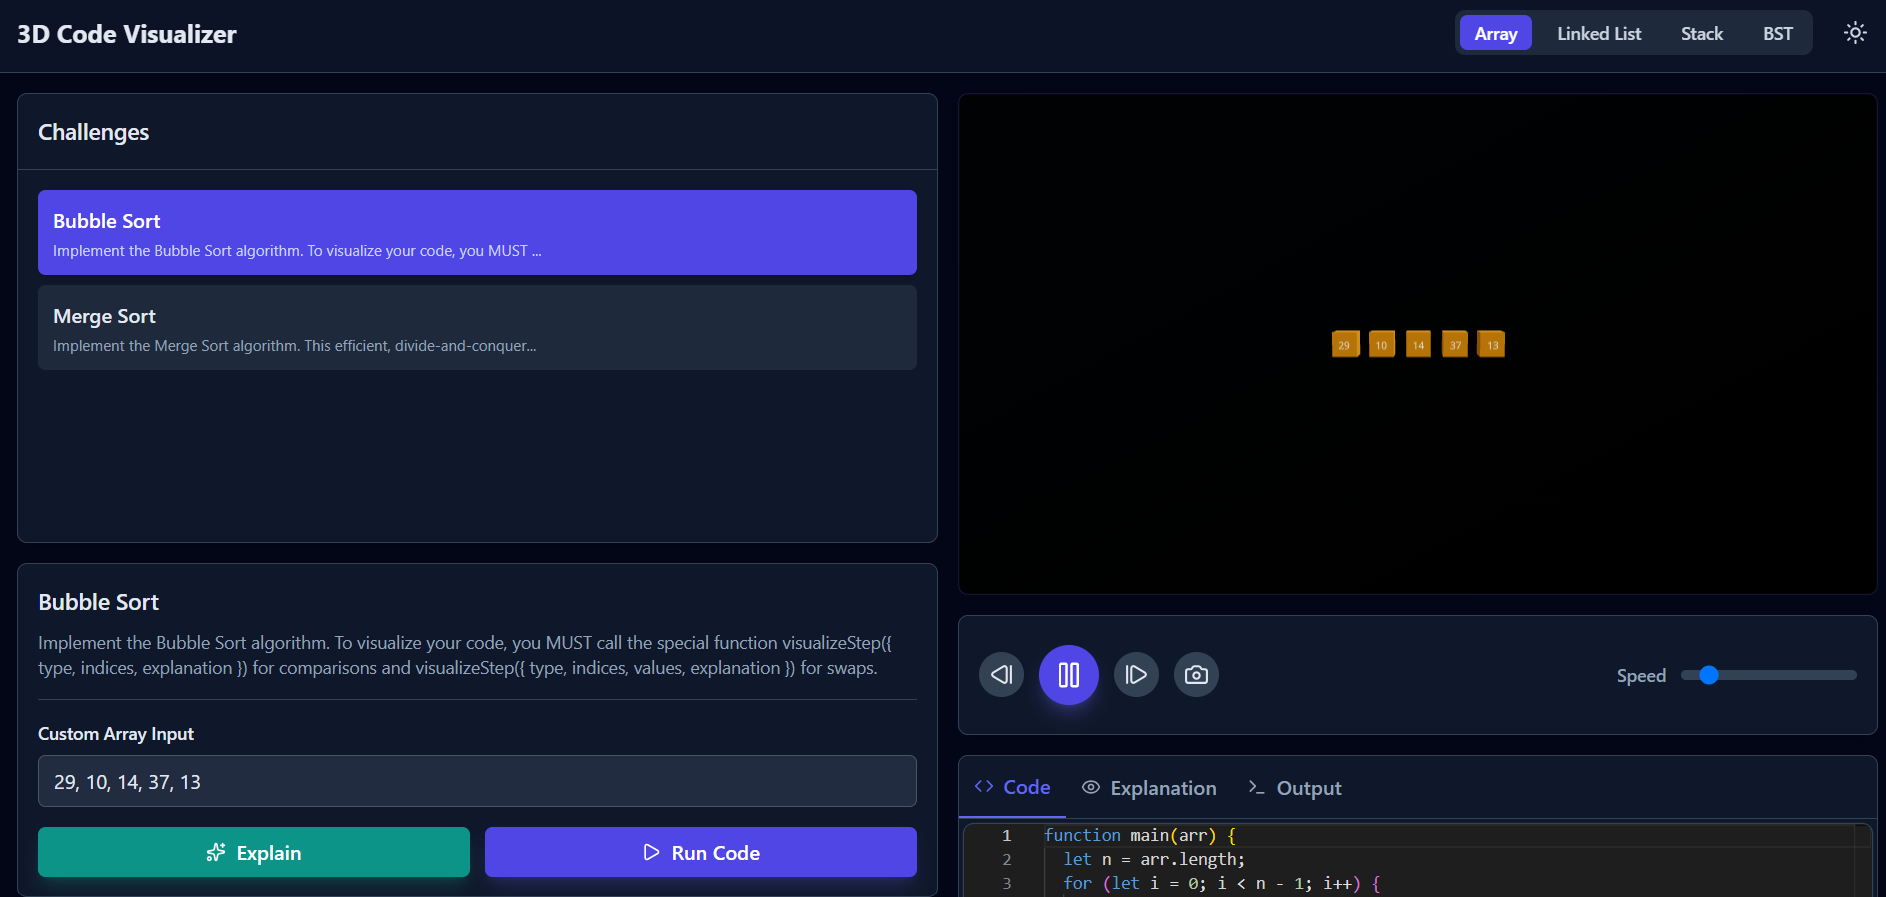 3D Code Visualizer
Array
Linked List
Stack
BST
Challenges
Bubble Sort
Implement the Bubble Sort algorithm. To visualize your code, you MUST ...
Merge Sort
Implement the Merge Sort algorithm. This efficient, divide-and-conquer...
Bubble Sort
Implement the Bubble Sort algorithm. To visualize your code, you MUST call the special function visualizeStep({
type, indices, explanation }) for comparisons and visualizeStep({ type, indices, values, explanation }) for swaps.
Custom Array Input
29, 10, 14, 37, 13
Explain
Run Code
29 10 14 37 13
Speed
Code
Explanation
Output
1 function main(arr) {
2 let n = arr.length;
3 for (let i = 0; i < n - 1; i++) {